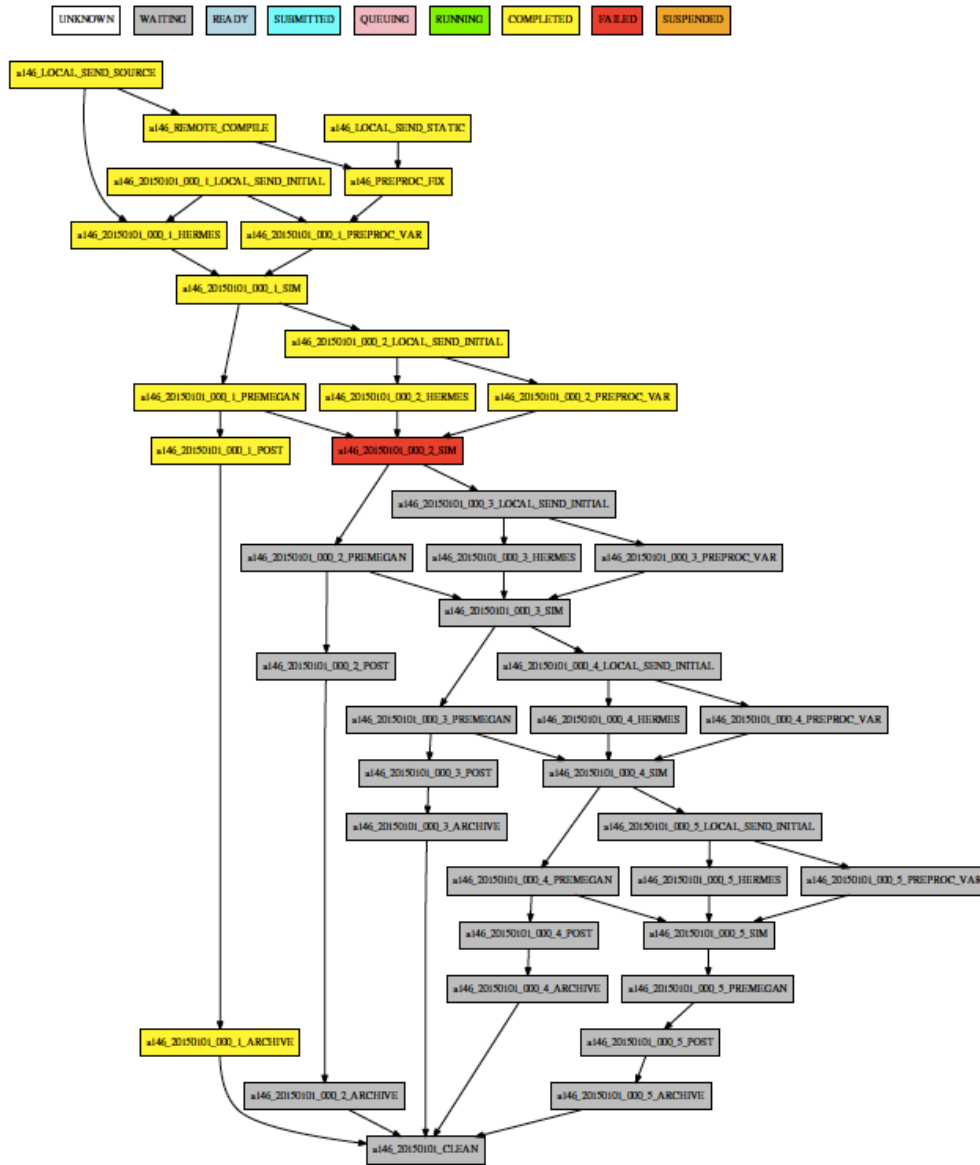 UNKNOWN WAITING READY SUBMITTED QUEUING RUNNING COMPLETED FAILED SUSPENDED
a146_LOCAL_SEND_SOURCE
a146_REMOTE_COMPILE a146_LOCAL_SEND_STATIC
a146_20150101_000_1_LOCAL_SEND_INITIAL a146_PREPROC_FIX
a146_20150101_000_1_HERMES a146_20150101_000_1_PREPROC_VAR
a146_20150101_000_1_SIM
a146_20150101_000_2_LOCAL_SEND_INITIAL
a146_20150101_000_1_PREMEGAN a146_20150101_000_2_HERMES a146_20150101_000_2_PREPROC_VAR
a146_20150101_000_1_POST a146_20150101_000_2_SIM
a146_20150101_000_3_LOCAL_SEND_INITIAL
a146_20150101_000_2_PREMEGAN a146_20150101_000_3_HERMES a146_20150101_000_3_PREPROC_VAR
a146_20150101_000_3_SIM
a146_20150101_000_2_POST a146_20150101_000_4_LOCAL_SEND_INITIAL
a146_20150101_000_3_PREMEGAN a146_20150101_000_4_HERMES a146_20150101_000_4_PREPROC_VAR
a146_20150101_000_3_POST a146_20150101_000_4_SIM
a146_20150101_000_3_ARCHIVE a146_20150101_000_5_LOCAL_SEND_INITIAL
a146_20150101_000_4_PREMEGAN a146_20150101_000_5_HERMES a146_20150101_000_5_PREPROC_VAR
a146_20150101_000_4_POST a146_20150101_000_5_SIM
a146_20150101_000_4_ARCHIVE a146_20150101_000_5_PREMEGAN
a146_20150101_000_1_ARCHIVE a146_20150101_000_5_POST
a146_20150101_000_2_ARCHIVE a146_20150101_000_5_ARCHIVE
a146_20150101_CLEAN